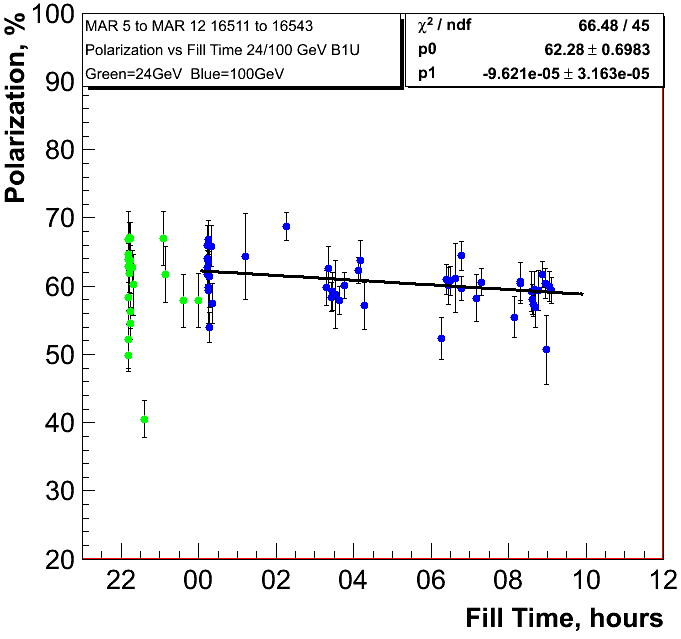 MAR 5 to MAR 12 16511 to 16543
Polarization vs Fill Time 24/100 GeV B1U
Green=24GeV Blue=100GeV
χ² / ndf 66.48 / 45
p0 62.28 ± 0.6983
p1 -9.621e-05 ± 3.163e-05
Polarization, %
100
90
80
70
60
50
40
30
20
22 00 02 04 06 08 10 12
Fill Time, hours